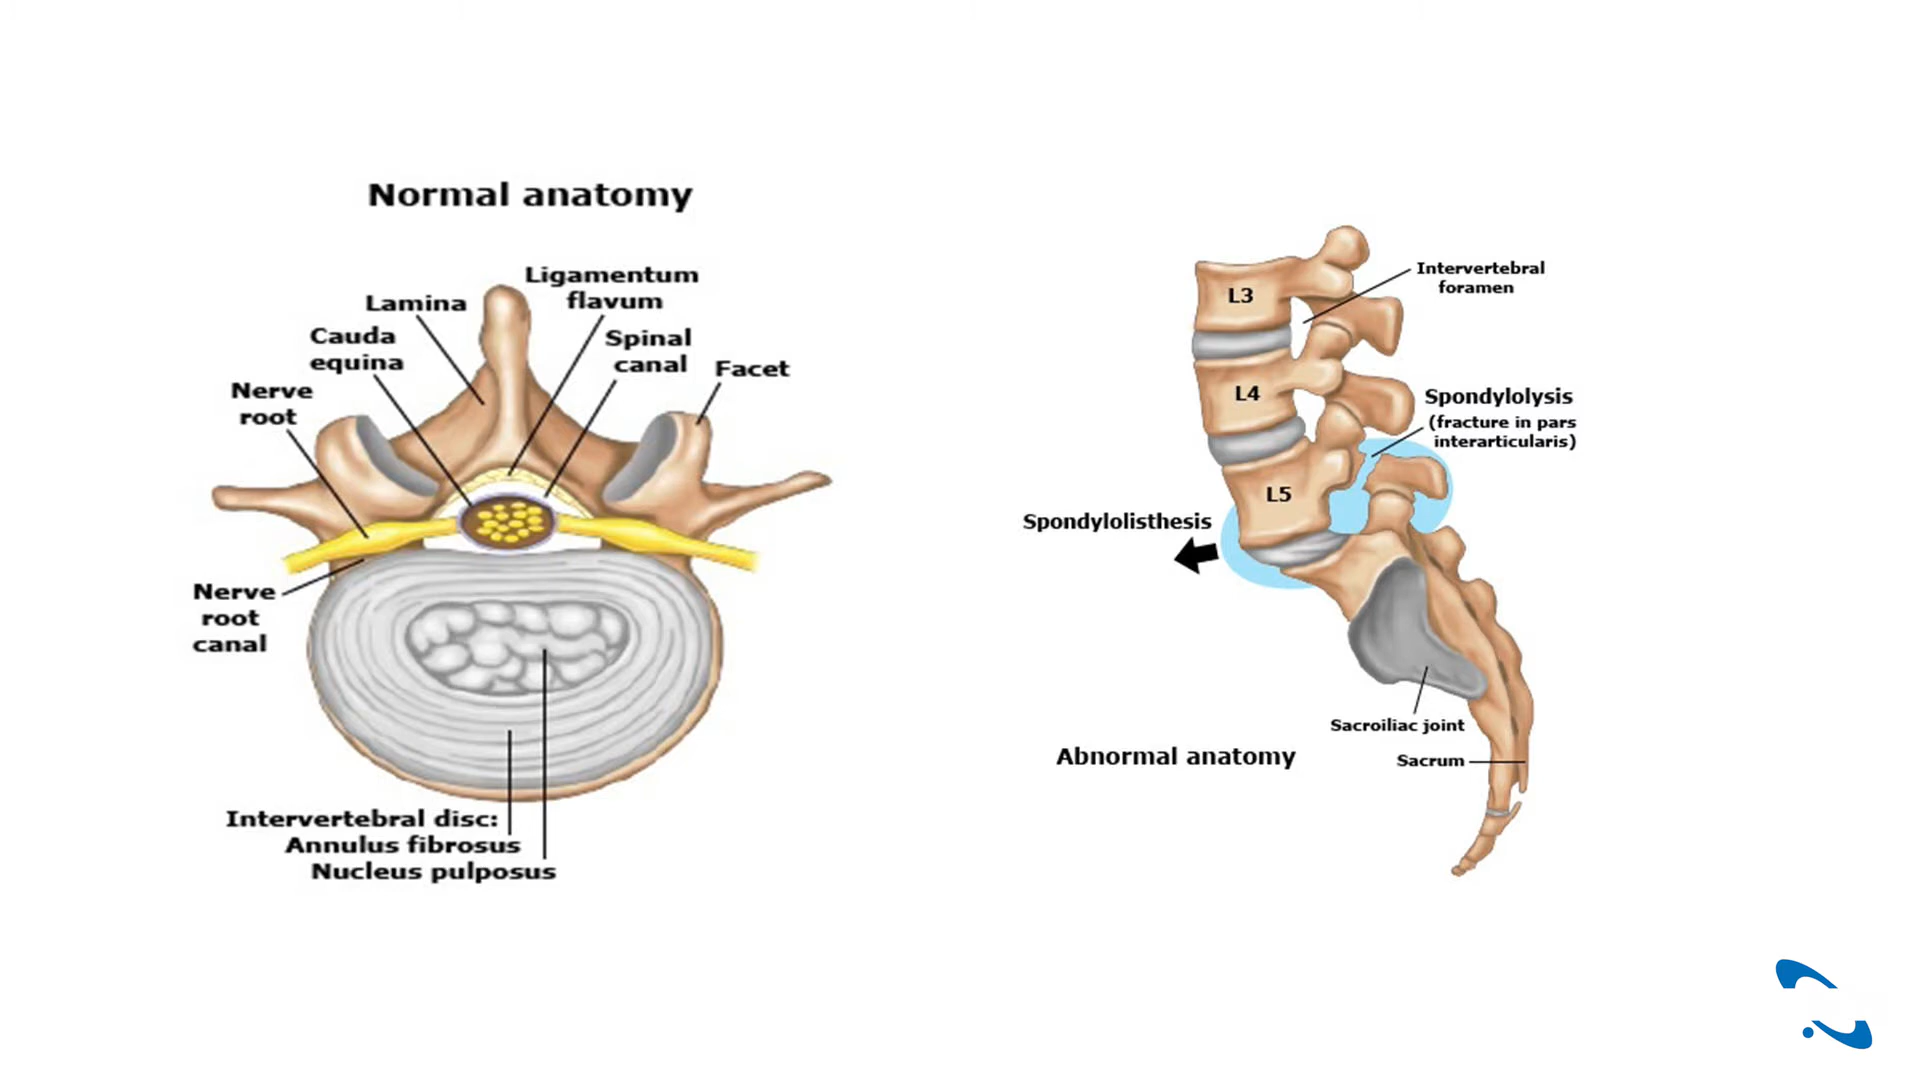 Normal anatomy
Ligamentum
flavum
Lamina
Cauda
equina
Spinal
canal
Facet
Nerve
root
Nerve
root
canal
Intervertebral disc:
Annulus fibrosus
Nucleus pulposus
Intervertebral
foramen
L3
L4
Spondylolysis
(fracture in pars
interarticularis)
L5
Spondylolisthesis
Sacroiliac joint
Abnormal anatomy
Sacrum